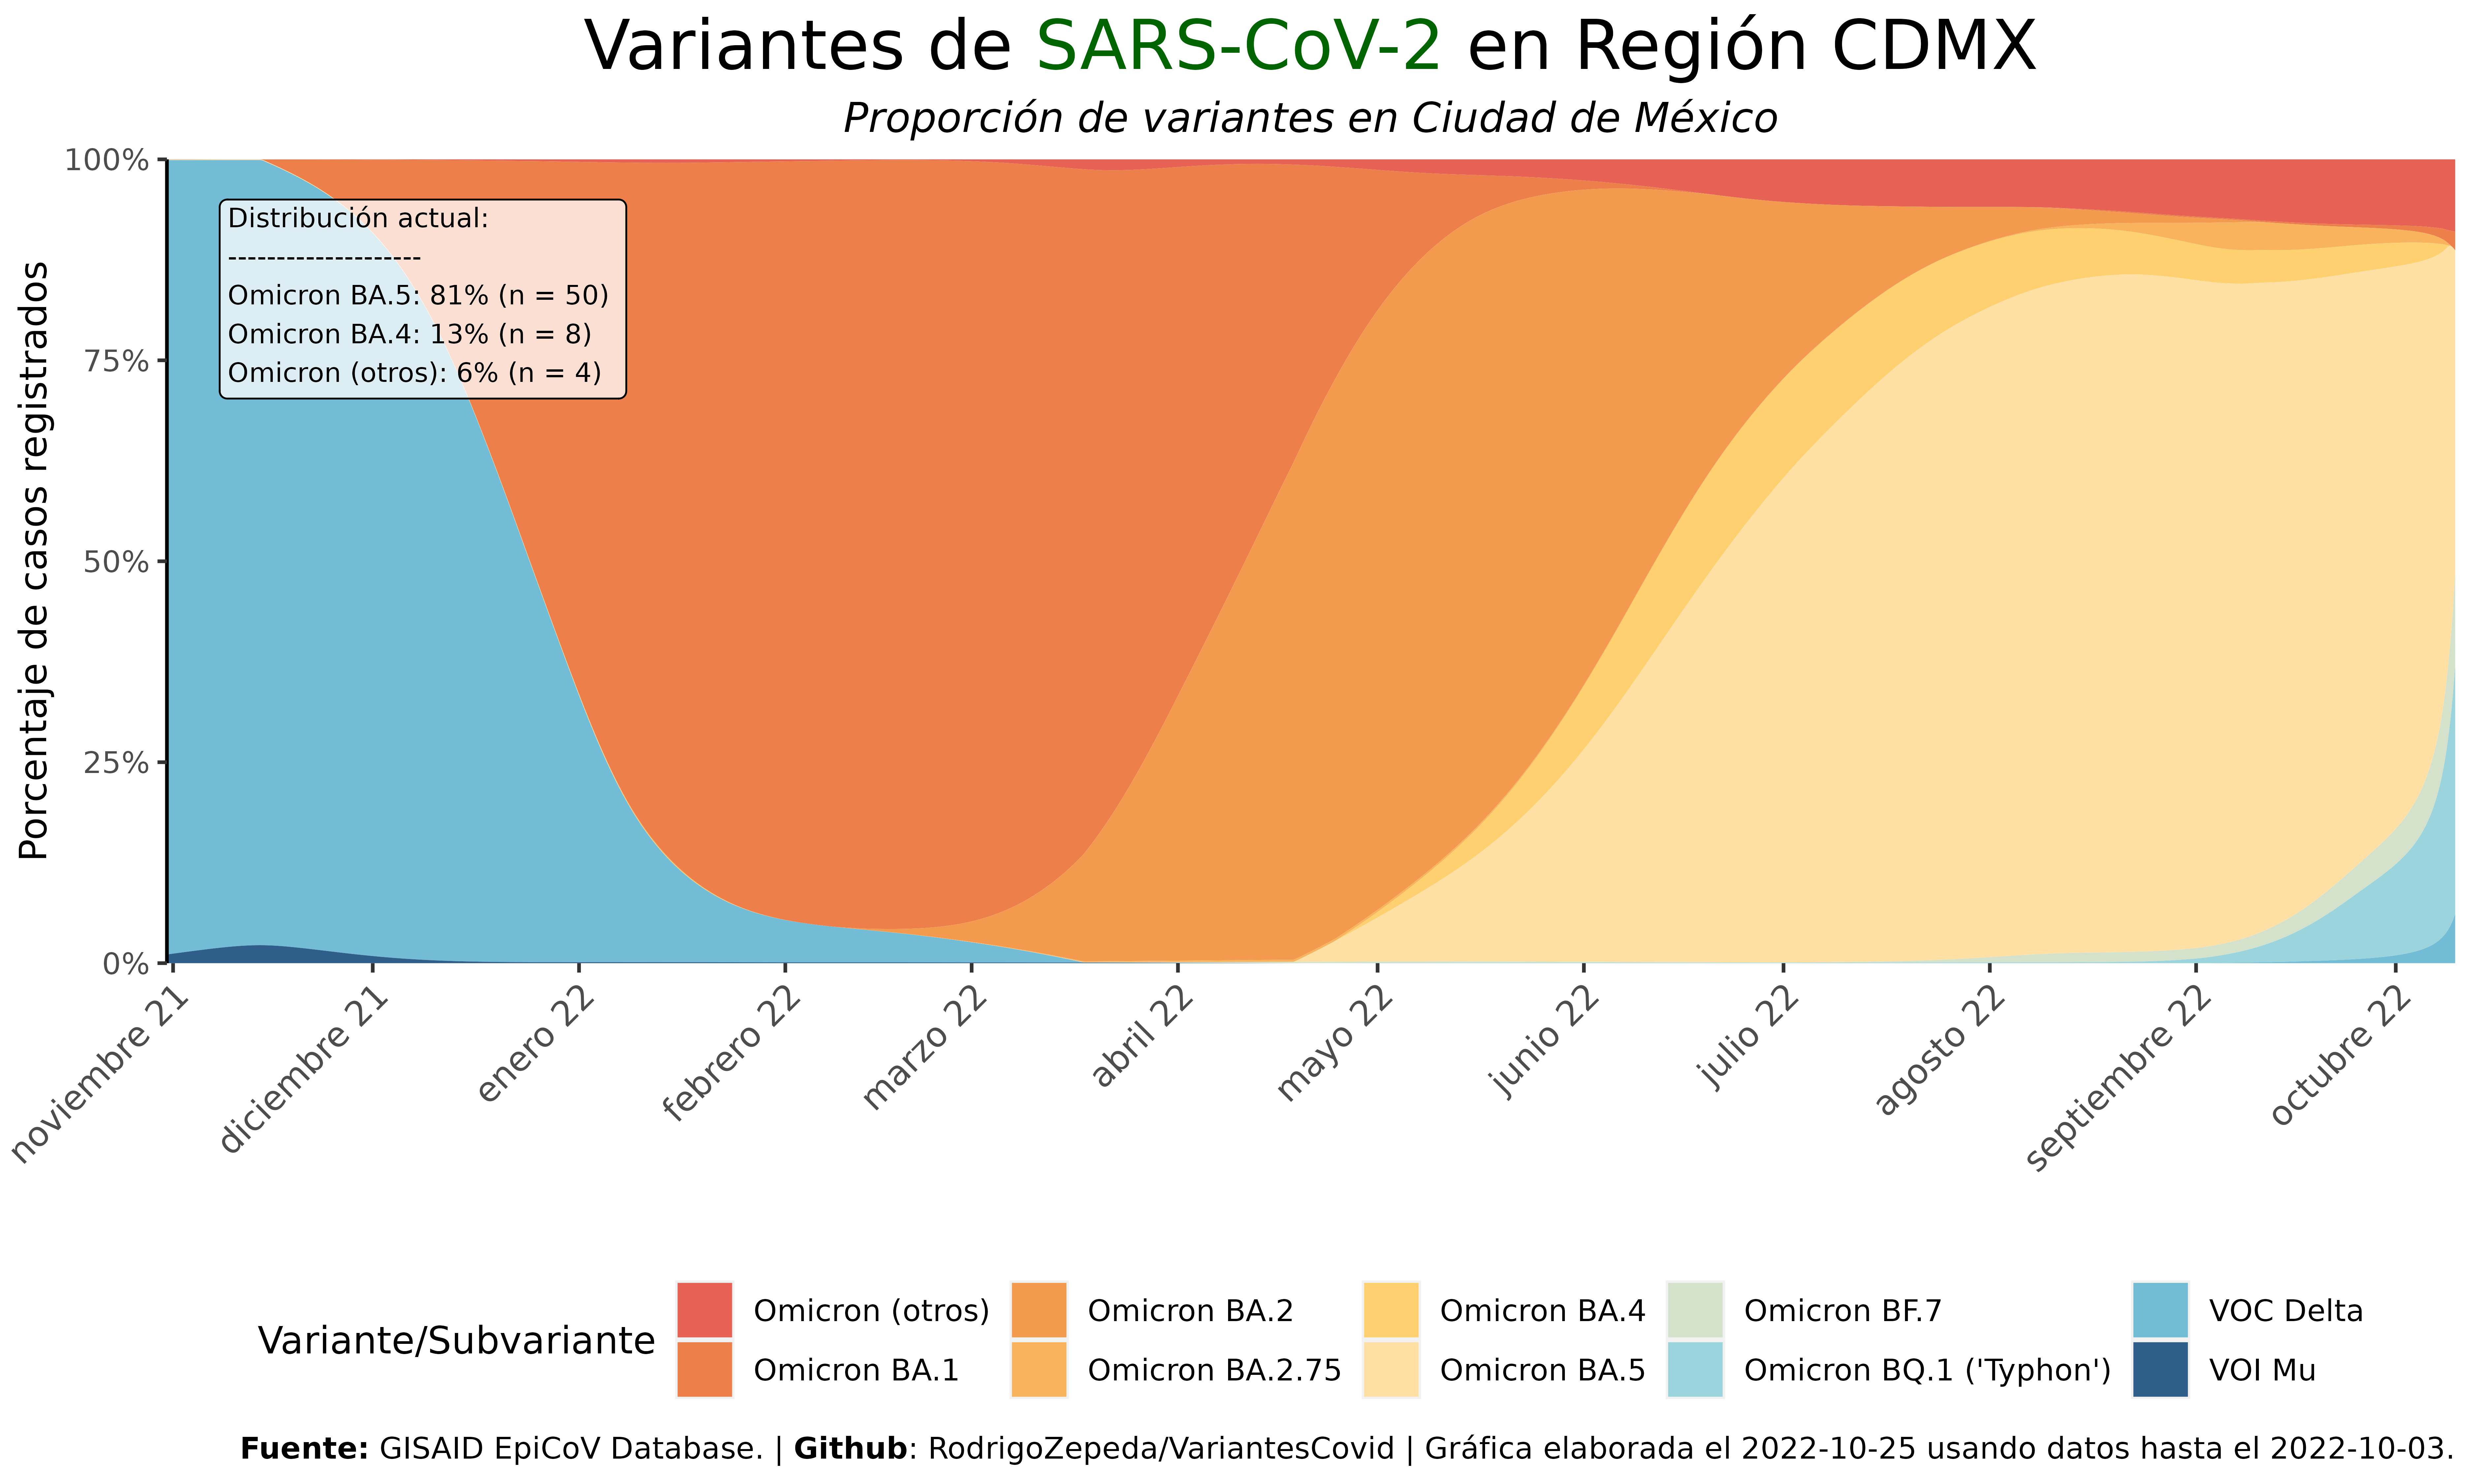 Variantes de SARS-CoV-2 en Región CDMX
Proporción de variantes en Ciudad de México
Porcentaje de casos registrados
100%
75%
50%
25%
0%
Distribución actual:
--------------------
Omicron BA.5: 81% (n = 50)
Omicron BA.4: 13% (n = 8)
Omicron (otros): 6% (n = 4)
noviembre 21
diciembre 21
enero 22
febrero 22
marzo 22
abril 22
mayo 22
junio 22
julio 22
agosto 22
septiembre 22
octubre 22
Variante/Subvariante
Omicron (otros)
Omicron BA.1
Omicron BA.2
Omicron BA.2.75
Omicron BA.4
Omicron BA.5
Omicron BF.7
Omicron BQ.1 ('Typhon')
VOC Delta
VOI Mu
Fuente: GISAID EpiCoV Database. | Github: RodrigoZepeda/VariantesCovid | Gráfica elaborada el 2022-10-25 usando datos hasta el 2022-10-03.